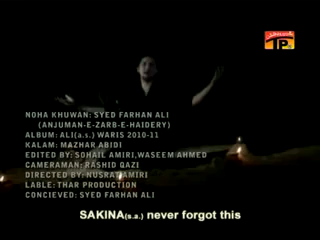 TP
NOHA KHUWAN: SYED FARHAN ALI
(ANJUMAN-E-ZARB-E-HAIDERY)
ALBUM: ALI(a.s.) WARIS 2010-11
KALAM: MAZHAR ABIDI
EDITED BY: SOHAIL AMIRI,WASEEM AHMED
CAMERAMAN: RASHID QAZI
DIRECTED BY: NUSRAT AMIRI
LABLE: THAR PRODUCTION
CONCIEVED: SYED FARHAN ALI
SAKINA(s.a.) never forgot this